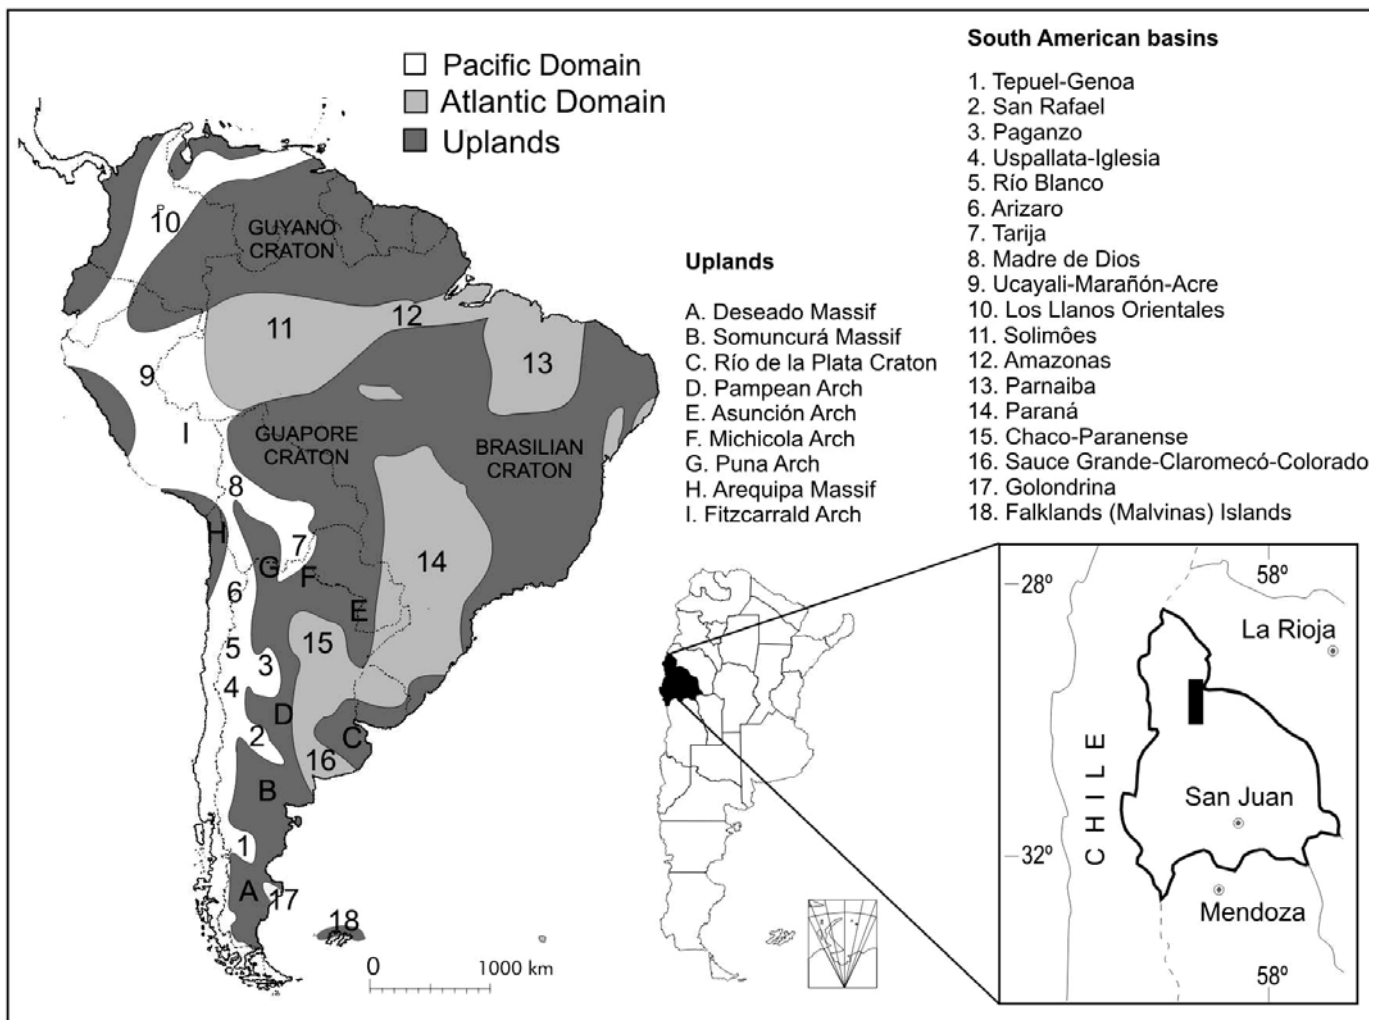 Pacific Domain
Atlantic Domain
Uplands
South American basins
1. Tepuel-Genoa
2. San Rafael
3. Paganzo
4. Uspallata-Iglesia
5. Río Blanco
6. Arizaro
7. Tarija
8. Madre de Dios
9. Ucayali-Marañón-Acre
10. Los Llanos Orientales
11. Solimões
12. Amazonas
13. Parnaiba
14. Paraná
15. Chaco-Paranense
16. Sauce Grande-Claromecó-Colorado
17. Golondrina
18. Falklands (Malvinas) Islands
Uplands
A. Deseado Massif
B. Somuncurá Massif
C. Río de la Plata Craton
D. Pampean Arch
E. Asunción Arch
F. Michicola Arch
G. Puna Arch
H. Arequipa Massif
I. Fitzcarrald Arch
10
GUYANO
CRATON
11
12
13
9
I
GUAPORE
CRATON
BRASILIAN
CRATON
8
H
7
G
F
14
6
E
5
15
3
4
D
2
C
16
B
1
A
17
18
0
1000 km
28º
58º
La Rioja
CHILE
San Juan
32º
Mendoza
58º